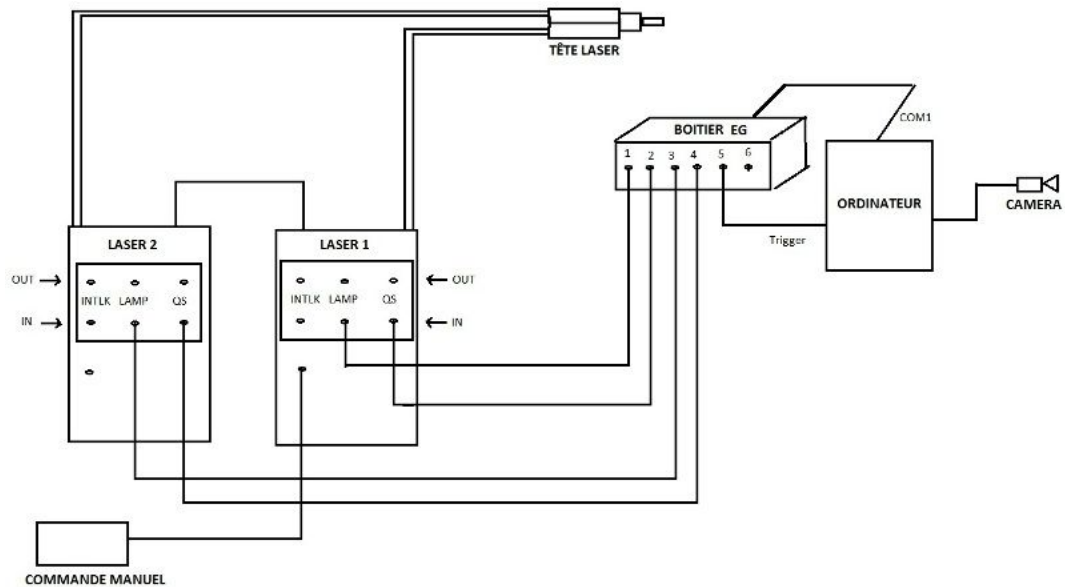 TÊTE LASER
BOITIER EG
1 2 3 4 5 6
COM1
ORDINATEUR
CAMERA
Trigger
LASER 2
OUT
INTLK LAMP QS
IN
LASER 1
OUT
INTLK LAMP QS
IN
COMMANDE MANUEL